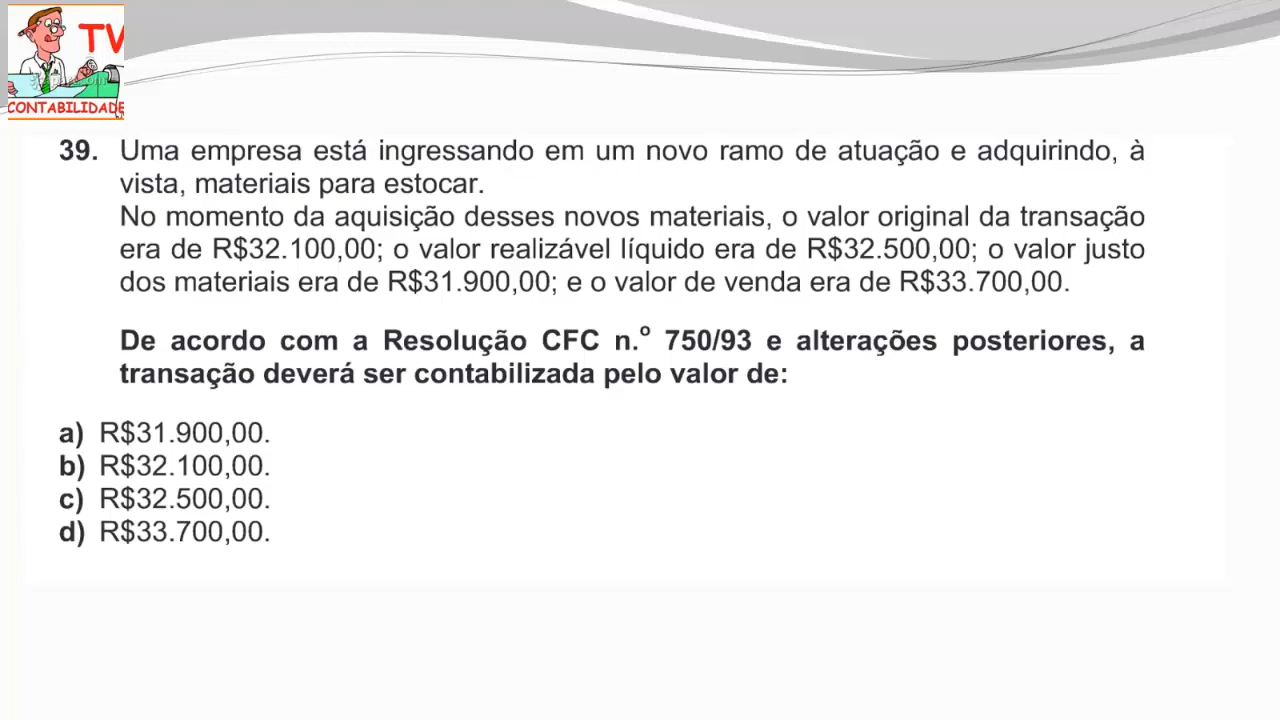 TV
CONTABILIDADE
39. Uma empresa está ingressando em um novo ramo de atuação e adquirindo, à
vista, materiais para estocar.
No momento da aquisição desses novos materiais, o valor original da transação
era de R$32.100,00; o valor realizável líquido era de R$32.500,00; o valor justo
dos materiais era de R$31.900,00; e o valor de venda era de R$33.700,00.
De acordo com a Resolução CFC n.º 750/93 e alterações posteriores, a
transação deverá ser contabilizada pelo valor de:
a) R$31.900,00.
b) R$32.100,00.
c) R$32.500,00.
d) R$33.700,00.